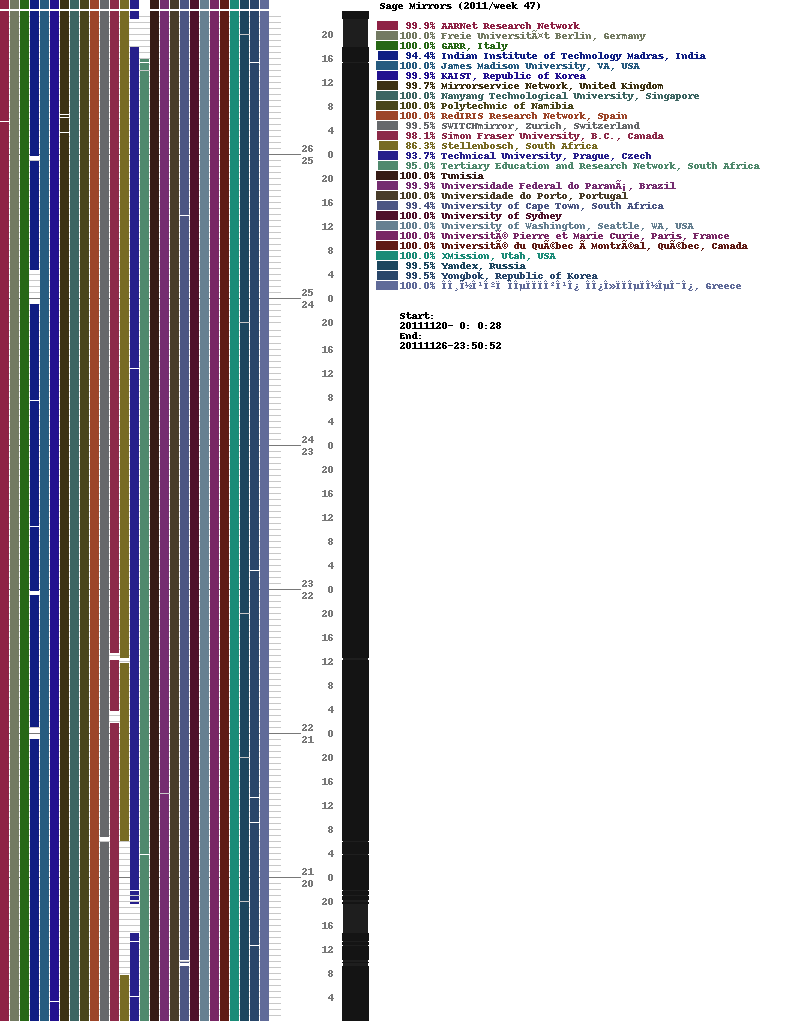 Sage Mirrors (2011/week 47)
99.9% AARNet Research Network
100.0% Freie UniversitÃ¤t Berlin, Germany
100.0% GARR, Italy
94.4% Indian Institute of Technology Madras, India
100.0% James Madison University, VA, USA
99.9% KAIST, Republic of Korea
99.7% Mirrorservice Network, United Kingdom
100.0% Nanyang Technological University, Singapore
100.0% Polytechnic of Namibia
100.0% RedIRIS Research Network, Spain
99.5% SWITCHmirror, Zurich, Switzerland
98.1% Simon Fraser University, B.C., Canada
86.3% Stellenbosch, South Africa
93.7% Technical University, Prague, Czech
95.0% Tertiary Education and Research Network, South Africa
100.0% Tunisia
99.9% Universidade Federal do ParanÃ¡, Brazil
100.0% Universidade do Porto, Portugal
99.4% University of Cape Town, South Africa
100.0% University of Sydney
100.0% University of Washington, Seattle, WA, USA
100.0% UniversitÃ© Pierre et Marie Curie, Paris, France
100.0% UniversitÃ© du QuÃ©bec Ã MontrÃ©al, QuÃ©bec, Canada
100.0% XMission, Utah, USA
99.5% Yandex, Russia
99.5% Yongbok, Republic of Korea
100.0% Greece
Start:
20111120- 0: 0:28
End:
20111126-23:50:52
20
16
12
8
4
26
0
25
20
16
12
8
4
25
0
24
20
16
12
8
4
24
0
23
20
16
12
8
4
23
0
22
20
16
12
8
4
22
0
21
20
16
12
8
4
21
0
20
20
16
12
8
4